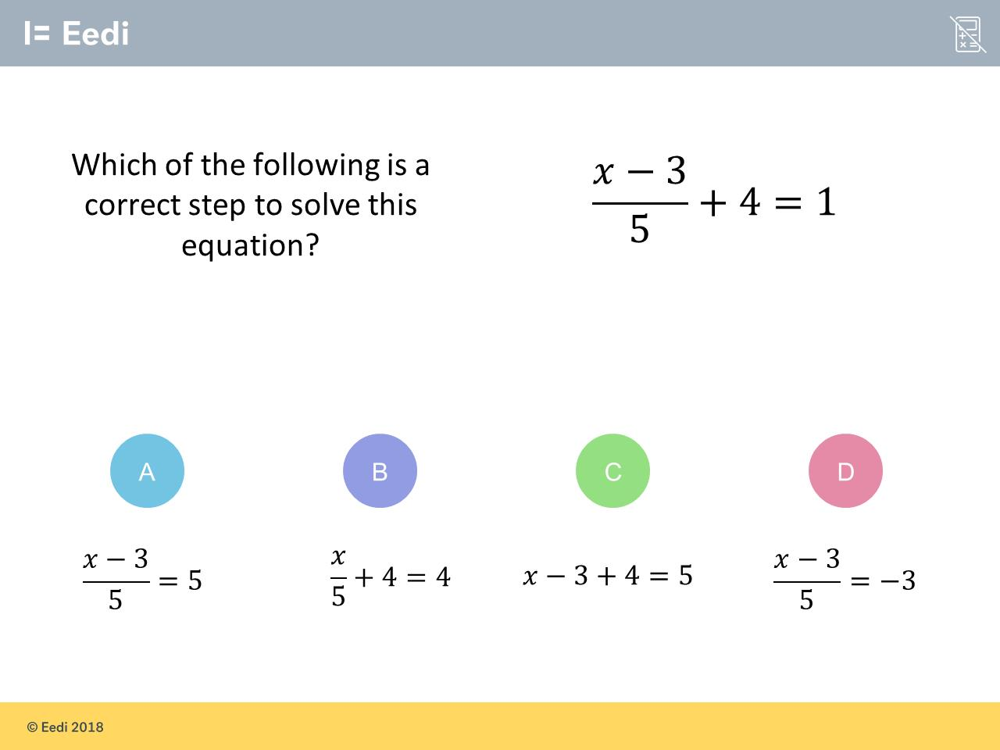 Eedi
Which of the following is a
correct step to solve this
equation?
x − 3
5
+ 4 = 1
A
B
C
D
x − 3
5
= 5
x
5
+ 4 = 4
x − 3 + 4 = 5
x − 3
5
= −3
© Eedi 2018